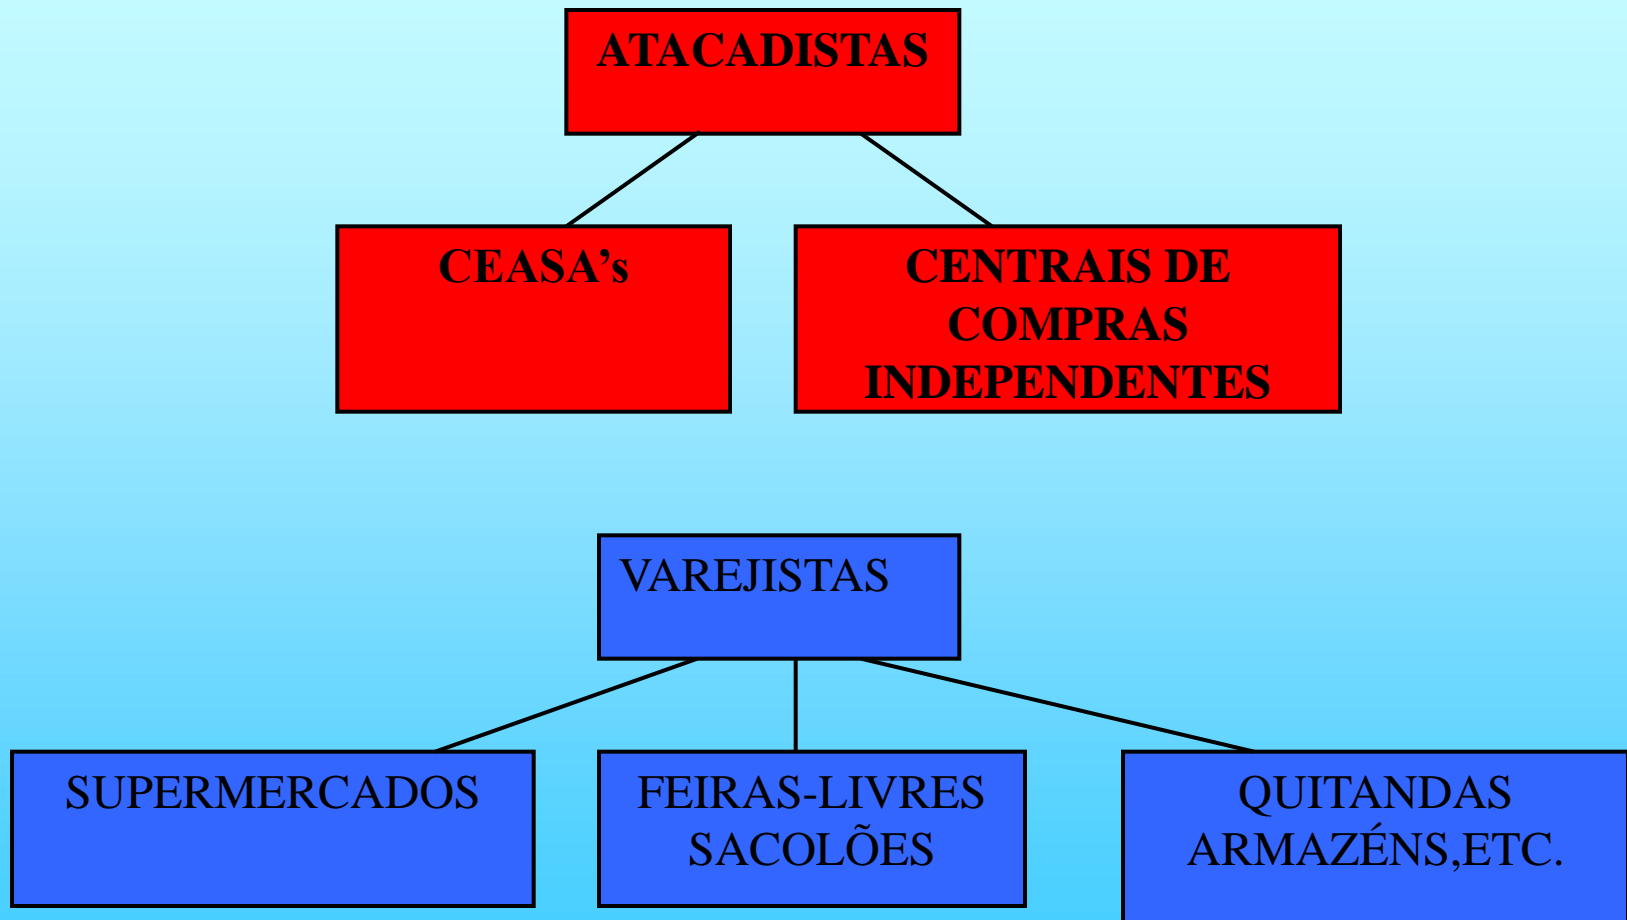 ATACADISTAS
CEASA’s
CENTRAIS DE
COMPRAS
INDEPENDENTES
VAREJISTAS
SUPERMERCADOS
FEIRAS-LIVRES
SACOLÕES
QUITANDAS
ARMAZÉNS,ETC.